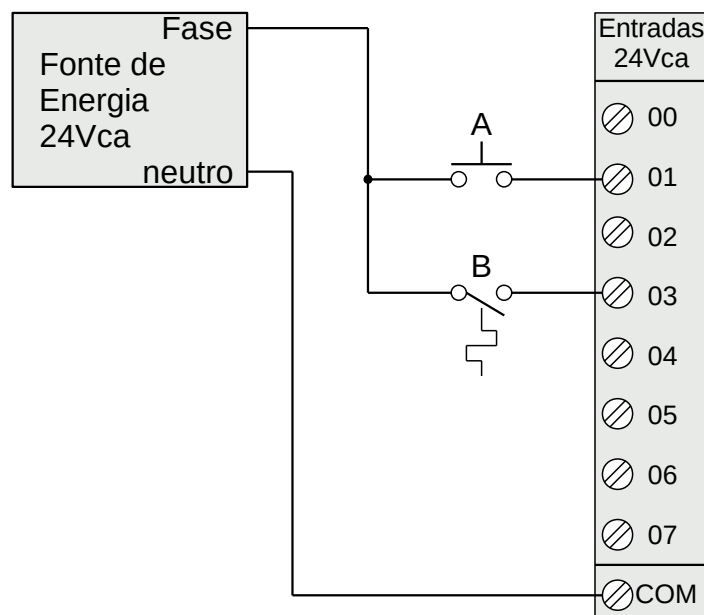 Fase
Fonte de
Energia
24Vca
neutro
A
B
Entradas
24Vca
00
01
02
03
04
05
06
07
COM